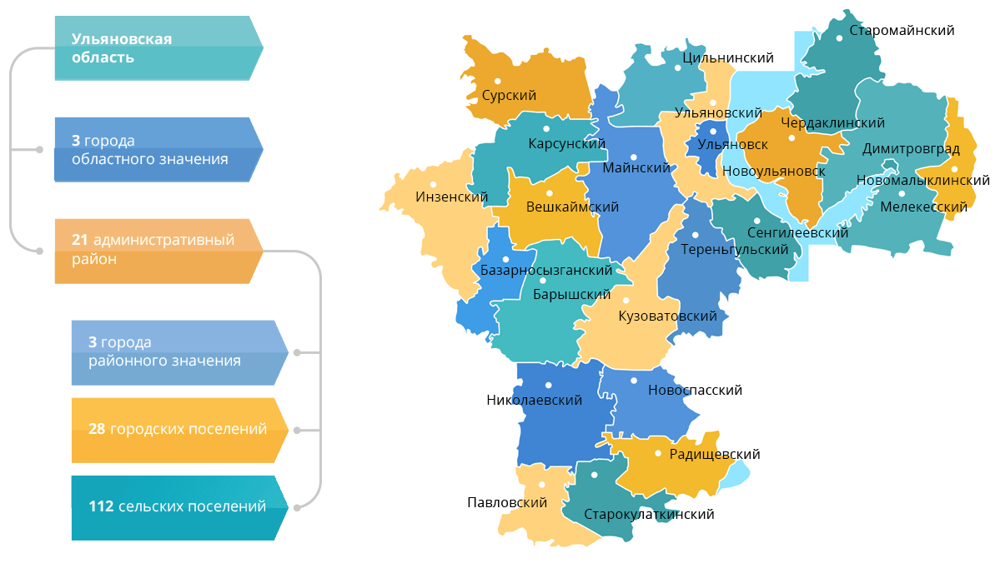 Ульяновская
область
3 города
областного значения
21 административный
район
3 города
районного значения
28 городских поселений
112 сельских поселений
Старомайнский
Цильнинский
Сурский
Ульяновский
Чердаклинский
Карсунский
Ульяновск
Димитровград
Майнский
Новоульяновск
Новомалыклинский
Инзенский
Вешкаймский
Мелекесский
Сенгилеевский
Тереньгульский
Базарносызганский
Барышский
Кузоватовский
Новоспасский
Николаевский
Радищевский
Павловский
Старокулаткинский